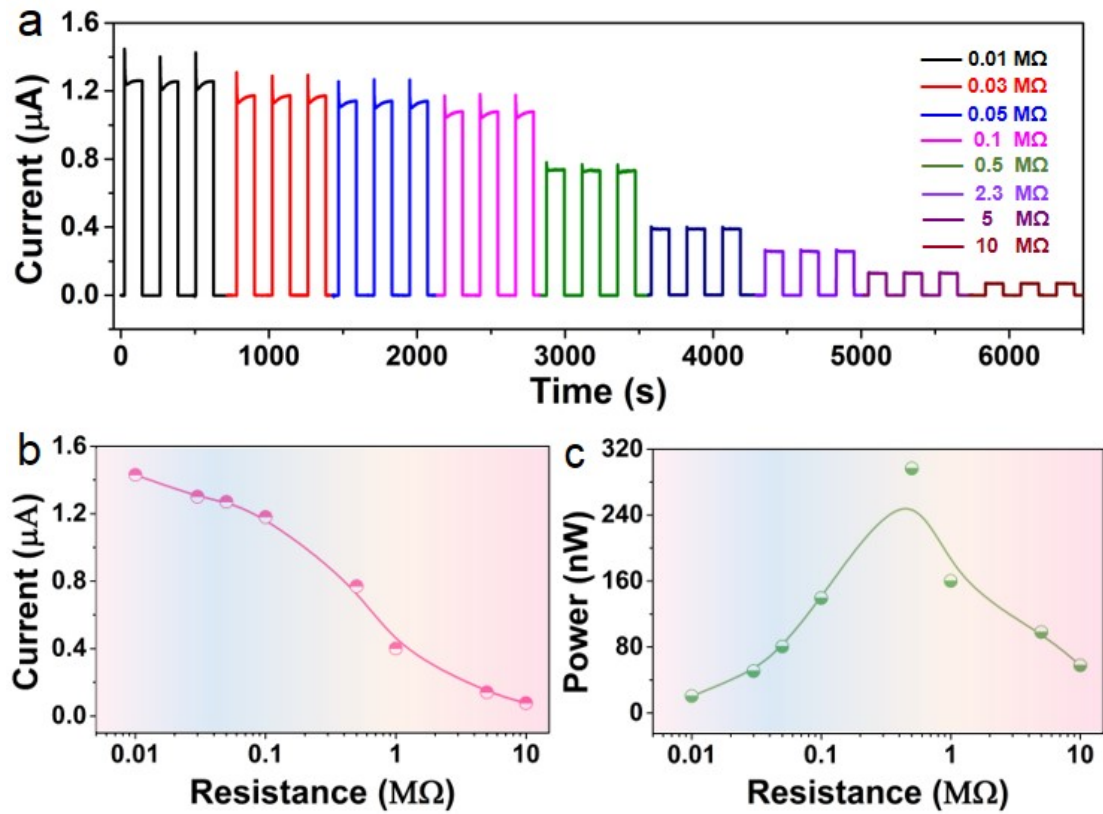 a
Current (μA)
1.6
1.2
0.8
0.4
0.0
0.01 MΩ
0.03 MΩ
0.05 MΩ
0.1 MΩ
0.5 MΩ
2.3 MΩ
5 MΩ
10 MΩ
0 1000 2000 3000 4000 5000 6000
Time (s)
b
Current (μA)
1.6
1.2
0.8
0.4
0.0
0.01 0.1 1 10
Resistance (MΩ)
c
Power (nW)
320
240
160
80
0
0.01 0.1 1 10
Resistance (MΩ)